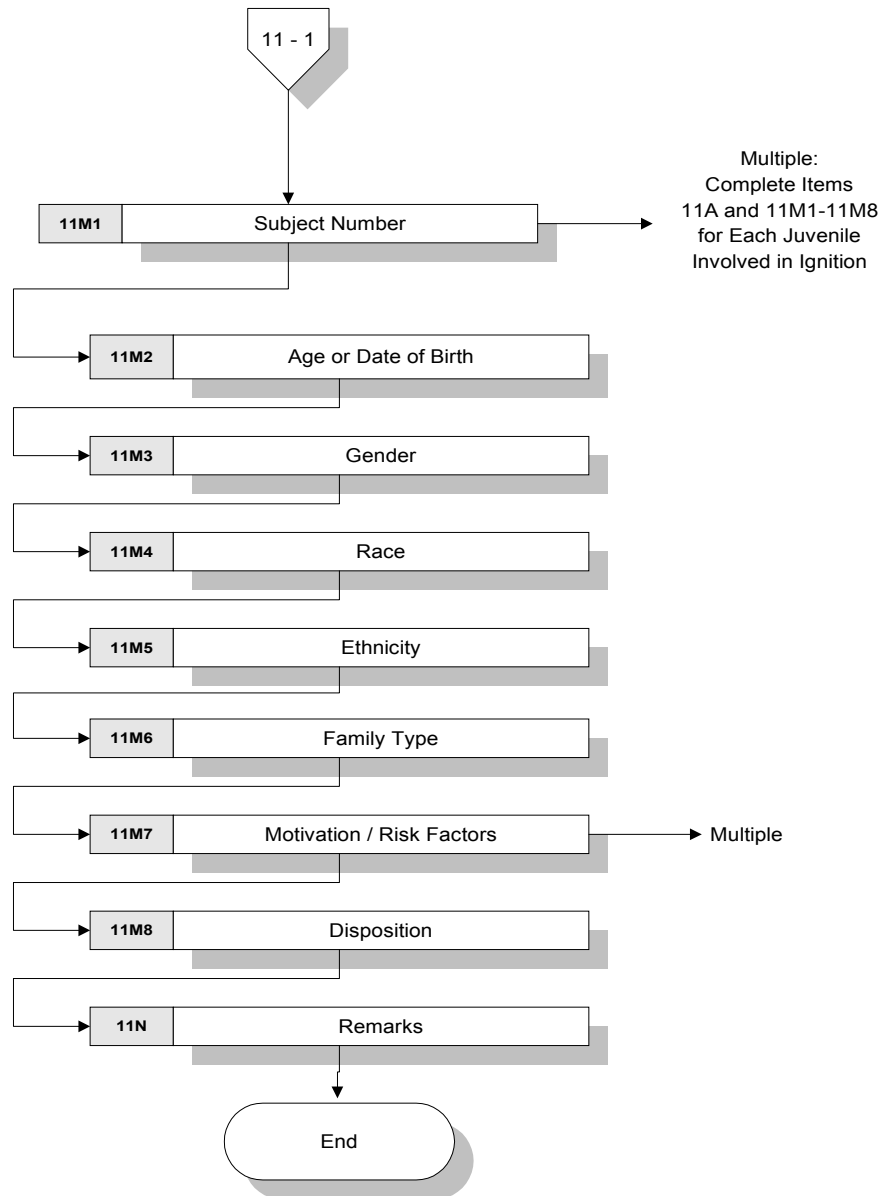 11 - 1
11M1 Subject Number
Multiple:
Complete Items
11A and 11M1-11M8
for Each Juvenile
Involved in Ignition
11M2 Age or Date of Birth
11M3 Gender
11M4 Race
11M5 Ethnicity
11M6 Family Type
11M7 Motivation / Risk Factors Multiple
11M8 Disposition
11N Remarks
End